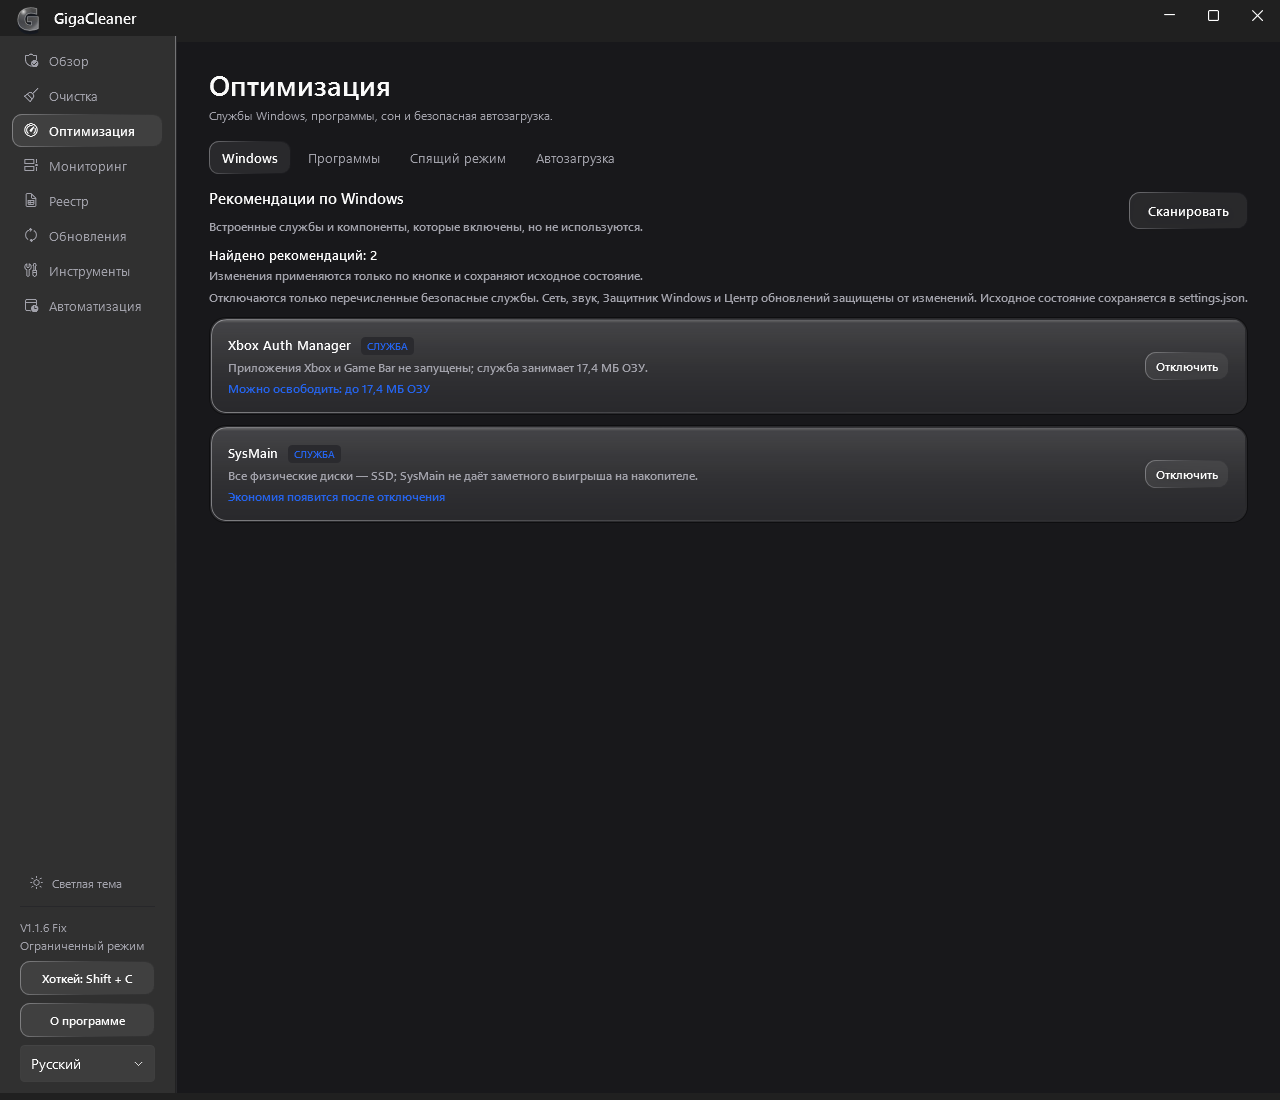 GigaCleaner
Обзор
Очистка
Оптимизация
Мониторинг
Реестр
Обновления
Инструменты
Автоматизация
Светлая тема
V1.1.6 Fix
Ограниченный режим
Хоткей: Shift + C
О программе
Русский
Оптимизация
Службы Windows, программы, сон и безопасная автозагрузка.
Windows Программы Спящий режим Автозагрузка
Рекомендации по Windows
Встроенные службы и компоненты, которые включены, но не используются.
Сканировать
Найдено рекомендаций: 2
Изменения применяются только по кнопке и сохраняют исходное состояние.
Отключаются только перечисленные безопасные службы. Сеть, звук, Защитник Windows и Центр обновлений защищены от изменений. Исходное состояние сохраняется в settings.json.
Xbox Auth Manager СЛУЖБА
Приложения Xbox и Game Bar не запущены; служба занимает 17,4 МБ ОЗУ.
Можно освободить: до 17,4 МБ ОЗУ
Отключить
SysMain СЛУЖБА
Все физические диски — SSD; SysMain не даёт заметного выигрыша на накопителе.
Экономия появится после отключения
Отключить